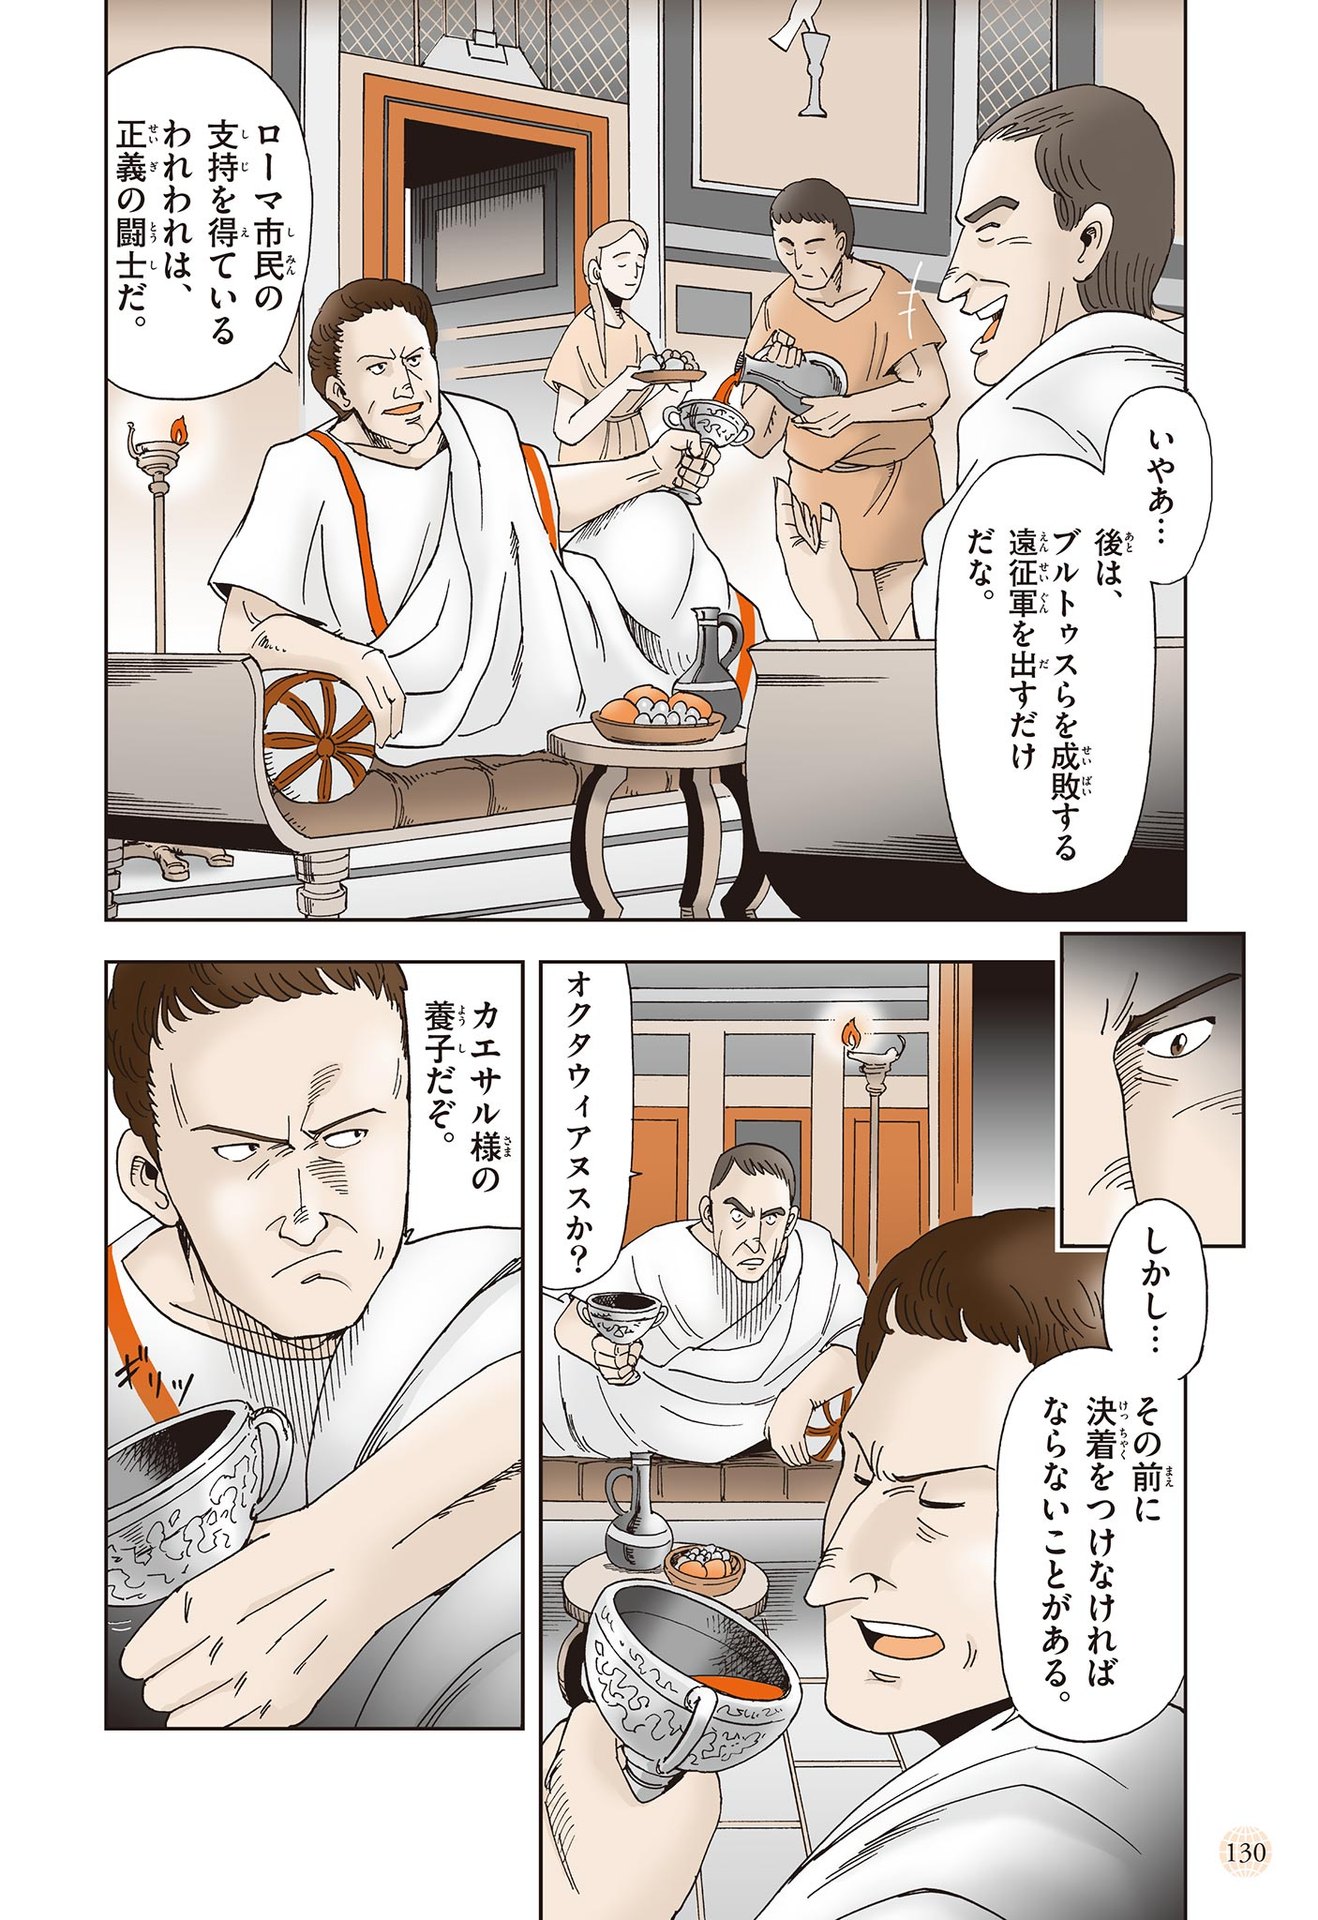 いやあ…
後は、
ブルトゥスらを成敗する
遠征軍を出すだけ
だな。
ローマ市民の
支持を得ている
われわれは、
正義の闘士だ。
しかし…
その前に
決着をつけなければ
ならないことがある。
オクタウィアヌスか？
カエサル様の
養子だぞ。
ギリッ
130